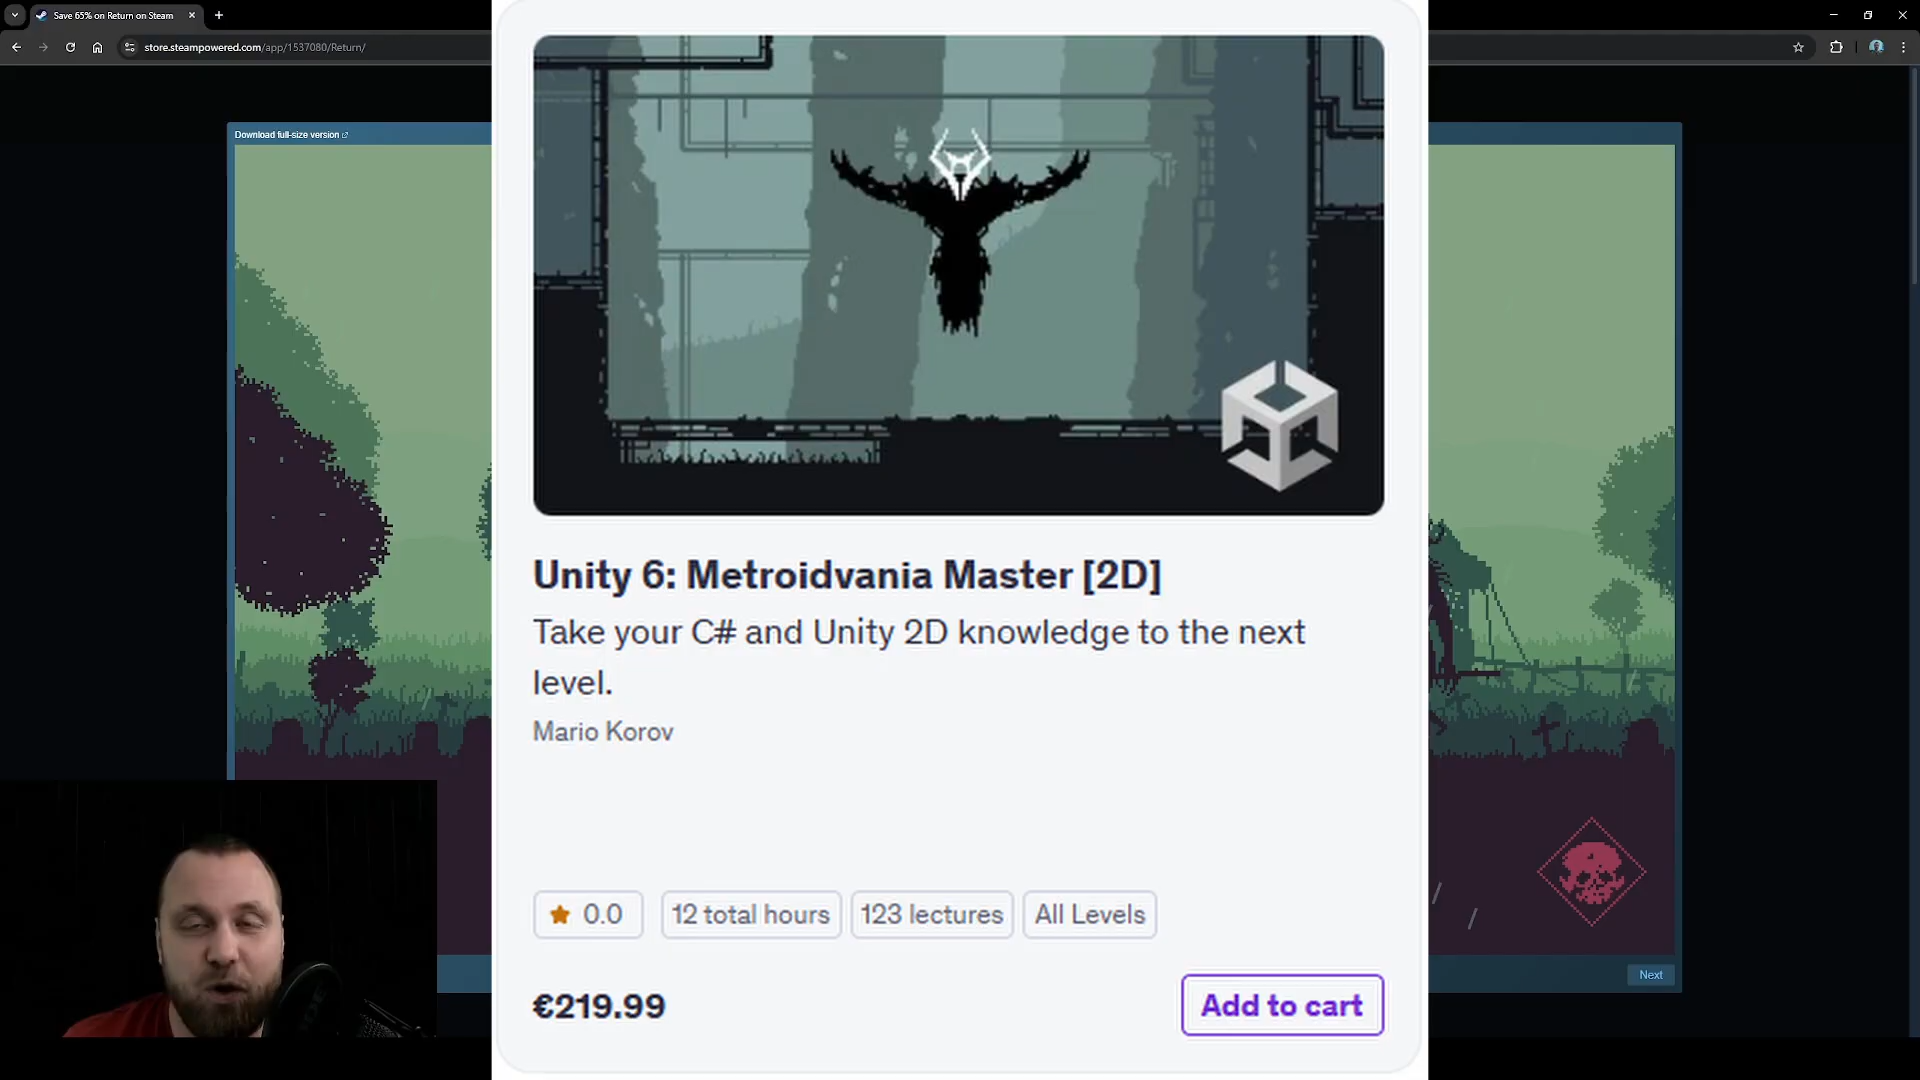 Save 65% on Return on Steam
store.steampowered.com/app/1537080/Return/
Download full-size version
Unity 6: Metroidvania Master [2D]
Take your C# and Unity 2D knowledge to the next
level.
Mario Korov
0.0
12 total hours
123 lectures
All Levels
Next
€219.99
Add to cart